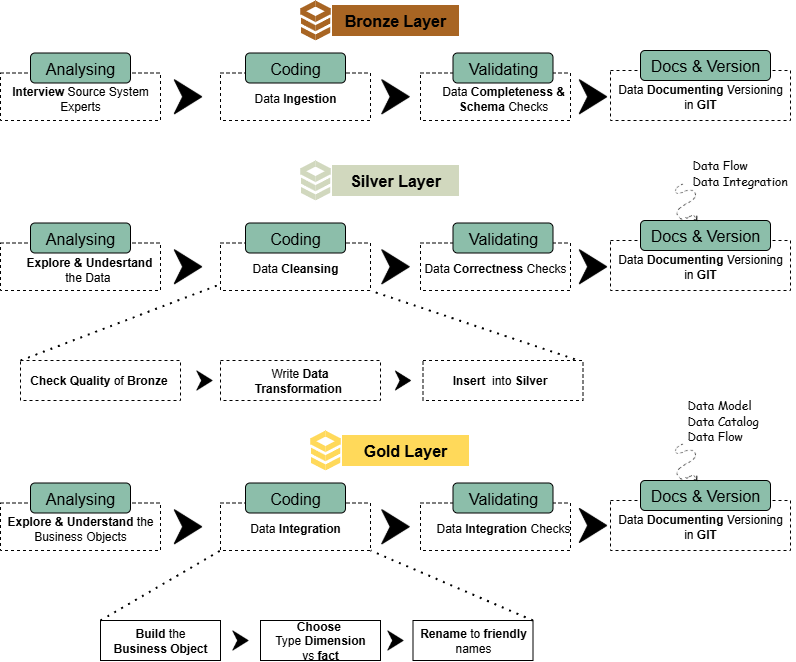 Bronze Layer
Analysing
Interview Source System
Experts
Coding
Data Ingestion
Validating
Data Completeness &
Schema Checks
Docs & Version
Data Documenting Versioning
in GIT
Silver Layer
Data Flow
Data Integration
Analysing
Explore & Undesrtand
the Data
Coding
Data Cleansing
Validating
Data Correctness Checks
Docs & Version
Data Documenting Versioning
in GIT
Check Quality of Bronze
Write Data
Transformation
Insert into Silver
Data Model
Data Catalog
Data Flow
Gold Layer
Analysing
Explore & Understand the
Business Objects
Coding
Data Integration
Validating
Data Integration Checks
Docs & Version
Data Documenting Versioning
in GIT
Build the
Business Object
Choose
Type Dimension
vs fact
Rename to friendly
names